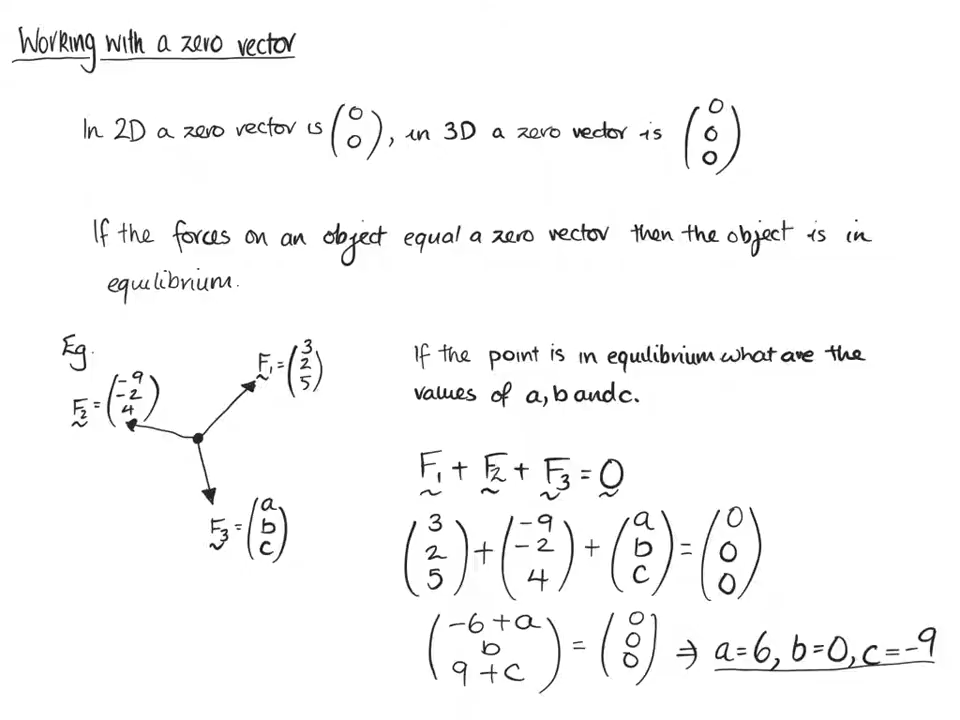 Working with a zero vector
In 2D a zero vector is (0 0), in 3D a zero vector is (0 0 0)
If the forces on an object equal a zero vector then the object is in
equilibrium.
Eg.
F₁ = (3 2 5)
F₂ = (-9 -2 4)
F₃ = (a b c)
If the point is in equilibrium what are the
values of a, b and c.
F₁ + F₂ + F₃ = 0
(3 2 5) + (-9 -2 4) + (a b c) = (0 0 0)
(-6+a b 9+c) = (0 0 0) ⇒ a=6, b=0, c=-9